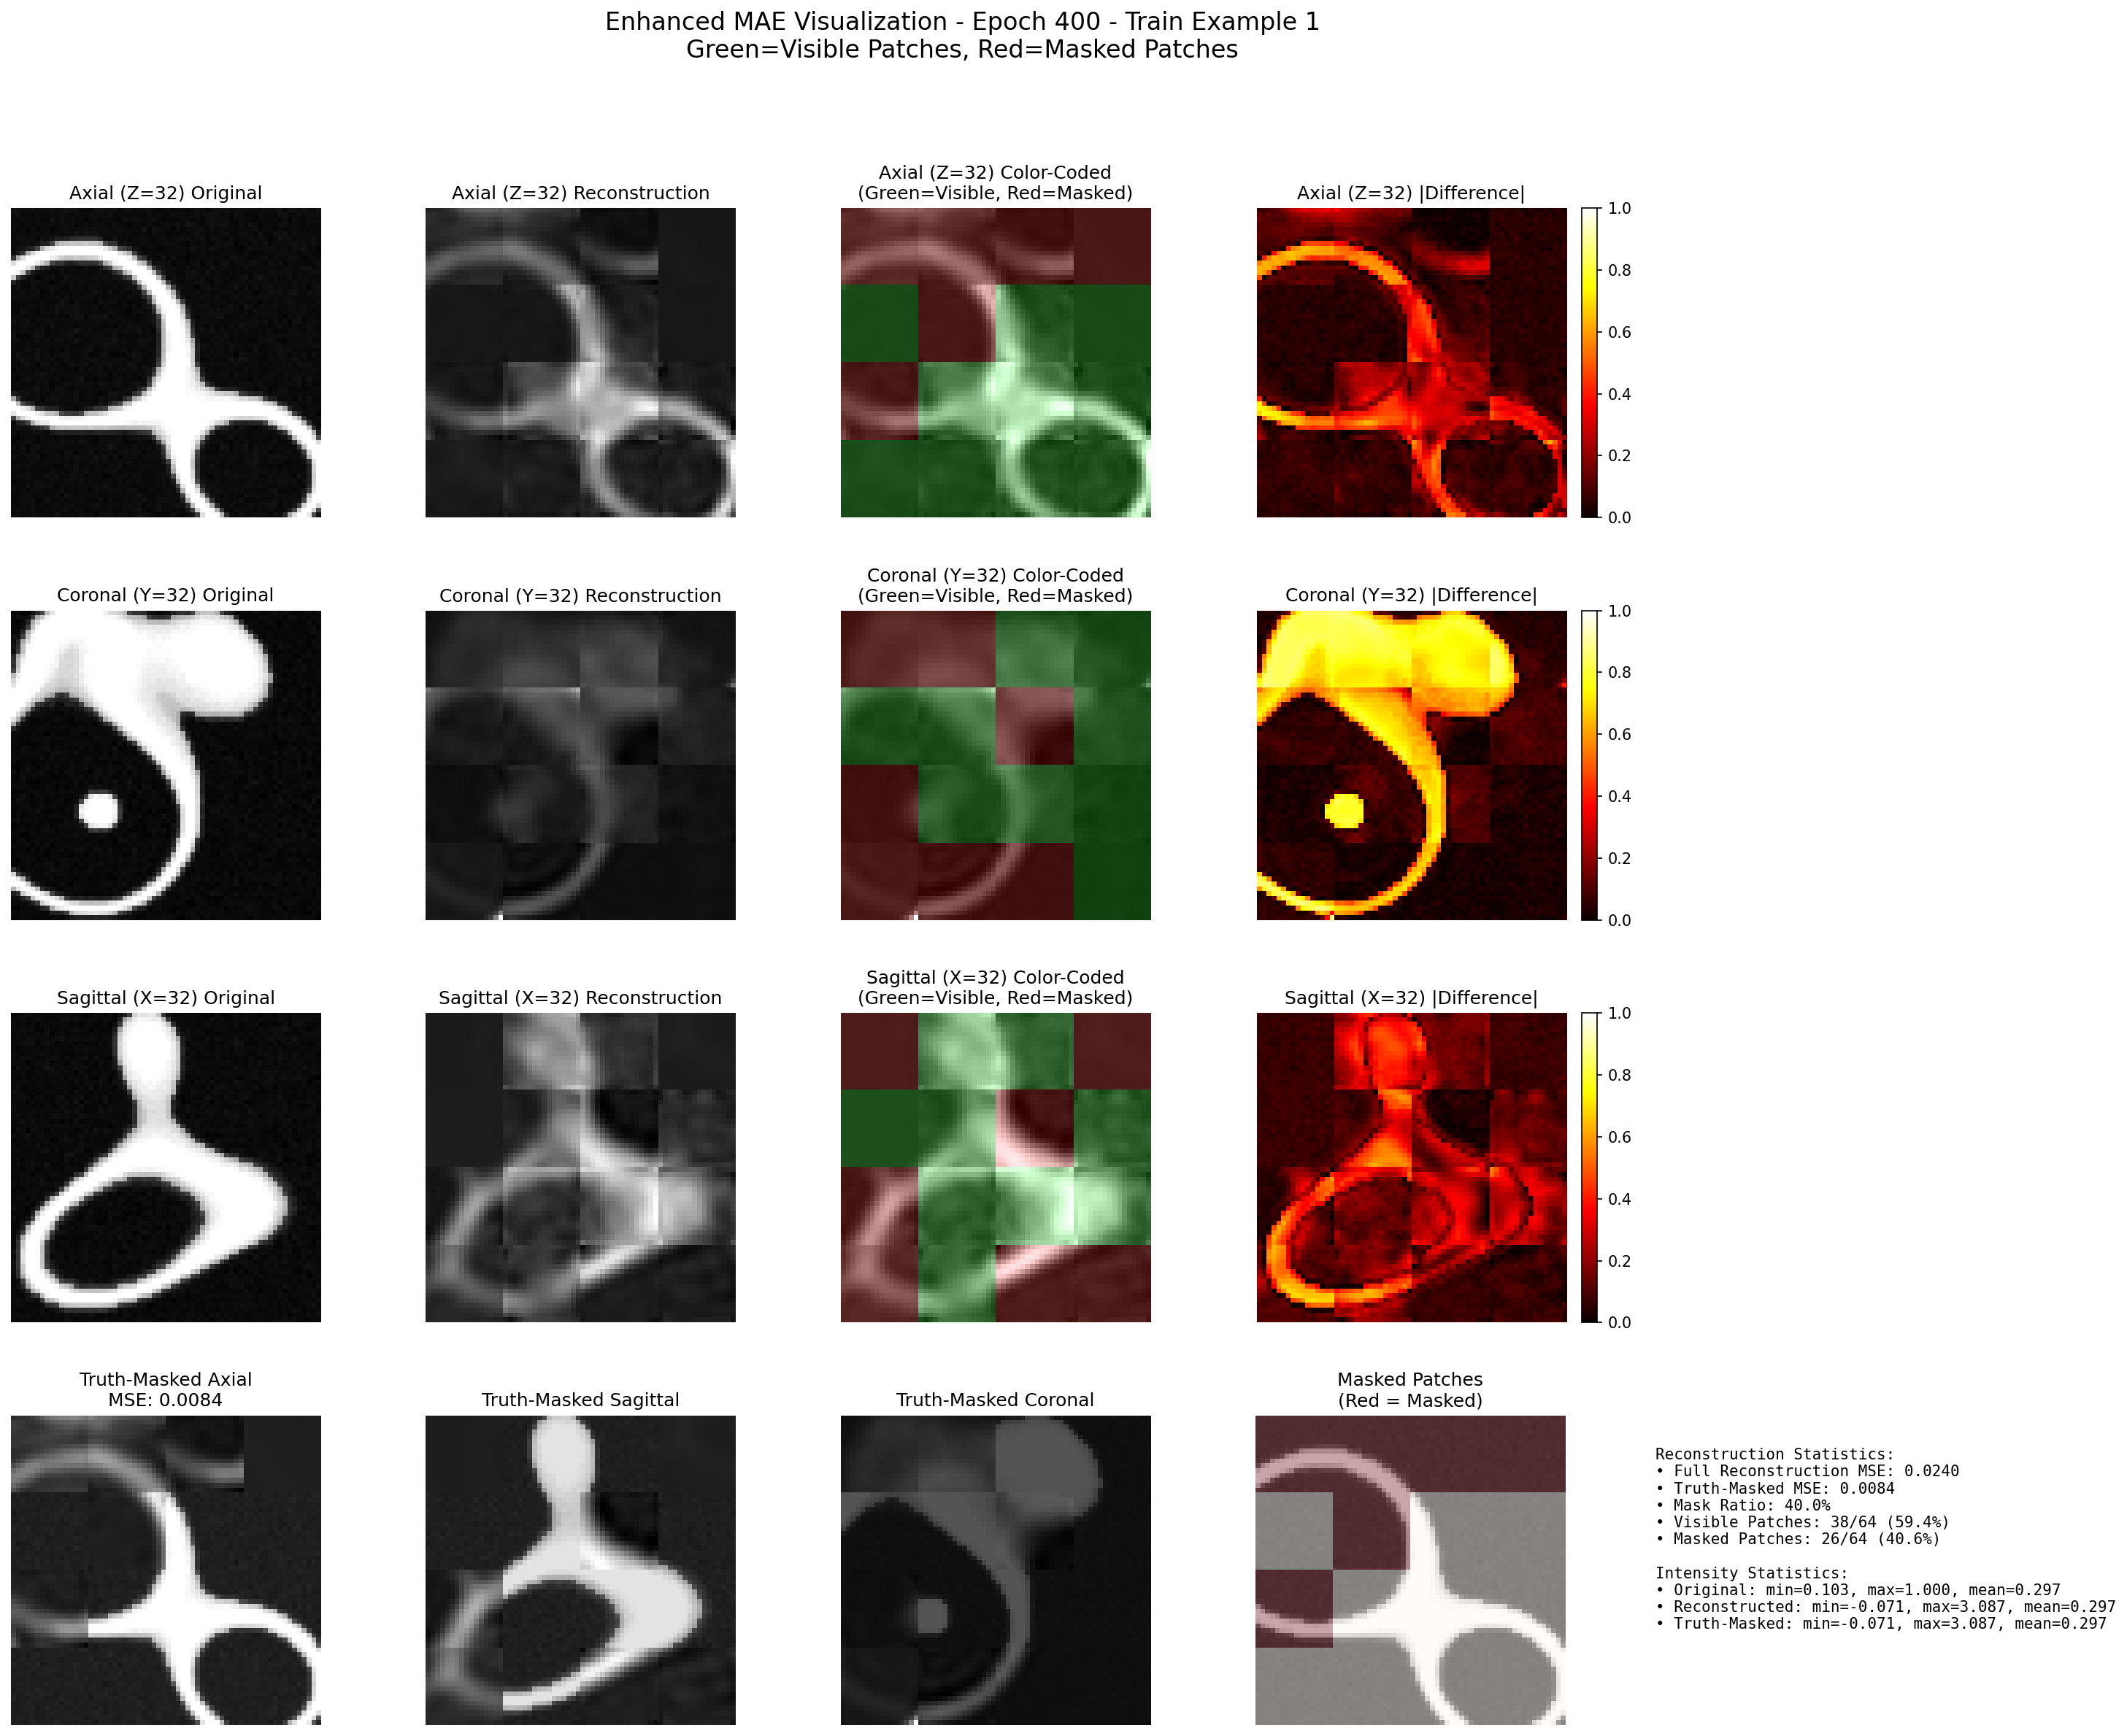 Enhanced MAE Visualization - Epoch 400 - Train Example 1
Green=Visible Patches, Red=Masked Patches
Axial (Z=32) Original
Axial (Z=32) Reconstruction
Axial (Z=32) Color-Coded
(Green=Visible, Red=Masked)
Axial (Z=32) |Difference|
1.0
0.8
0.6
0.4
0.2
0.0
Coronal (Y=32) Original
Coronal (Y=32) Reconstruction
Coronal (Y=32) Color-Coded
(Green=Visible, Red=Masked)
Coronal (Y=32) |Difference|
1.0
0.8
0.6
0.4
0.2
0.0
Sagittal (X=32) Original
Sagittal (X=32) Reconstruction
Sagittal (X=32) Color-Coded
(Green=Visible, Red=Masked)
Sagittal (X=32) |Difference|
1.0
0.8
0.6
0.4
0.2
0.0
Truth-Masked Axial
MSE: 0.0084
Truth-Masked Sagittal
Truth-Masked Coronal
Masked Patches
(Red = Masked)
Reconstruction Statistics:
• Full Reconstruction MSE: 0.0240
• Truth-Masked MSE: 0.0084
• Mask Ratio: 40.0%
• Visible Patches: 38/64 (59.4%)
• Masked Patches: 26/64 (40.6%)
Intensity Statistics:
• Original: min=0.103, max=1.000, mean=0.297
• Reconstructed: min=-0.071, max=3.087, mean=0.297
• Truth-Masked: min=-0.071, max=3.087, mean=0.297